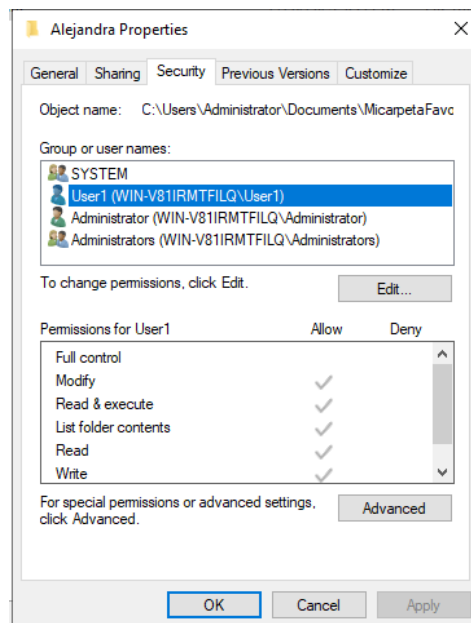 Alejandra Properties
General Sharing Security Previous Versions Customize
Object name: C:\Users\Administrator\Documents\MicarpetaFavo
Group or user names:
SYSTEM
User1 (WIN-V81IRMTFILQ\User1)
Administrator (WIN-V81IRMTFILQ\Administrator)
Administrators (WIN-V81IRMTFILQ\Administrators)
To change permissions, click Edit.
Edit...
Permissions for User1 Allow Deny
Full control
Modify
Read & execute
List folder contents
Read
Write
For special permissions or advanced settings,
click Advanced.
Advanced
OK Cancel Apply